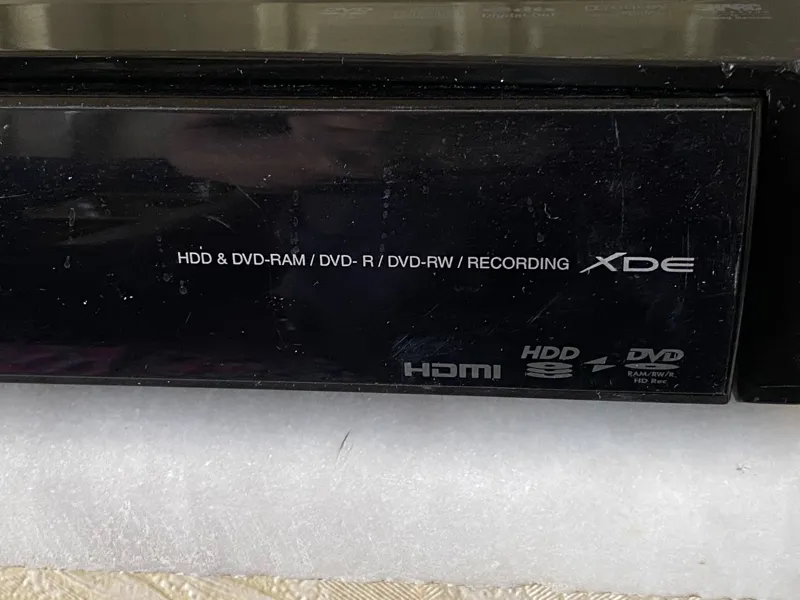 HDD & DVD-RAM / DVD- R / DVD-RW / RECORDING XDE
HDMI HDD DVD
RAM/RW/R
HD Rec